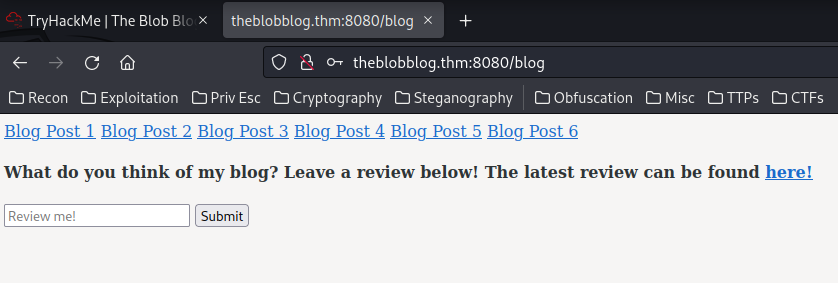 TryHackMe | The Blob Blo
theblobblog.thm:8080/blog
theblobblog.thm:8080/blog
Recon Exploitation Priv Esc Cryptography Steganography Obfuscation Misc TTPs CTFs
Blog Post 1 Blog Post 2 Blog Post 3 Blog Post 4 Blog Post 5 Blog Post 6
What do you think of my blog? Leave a review below! The latest review can be found here!
Review me! Submit